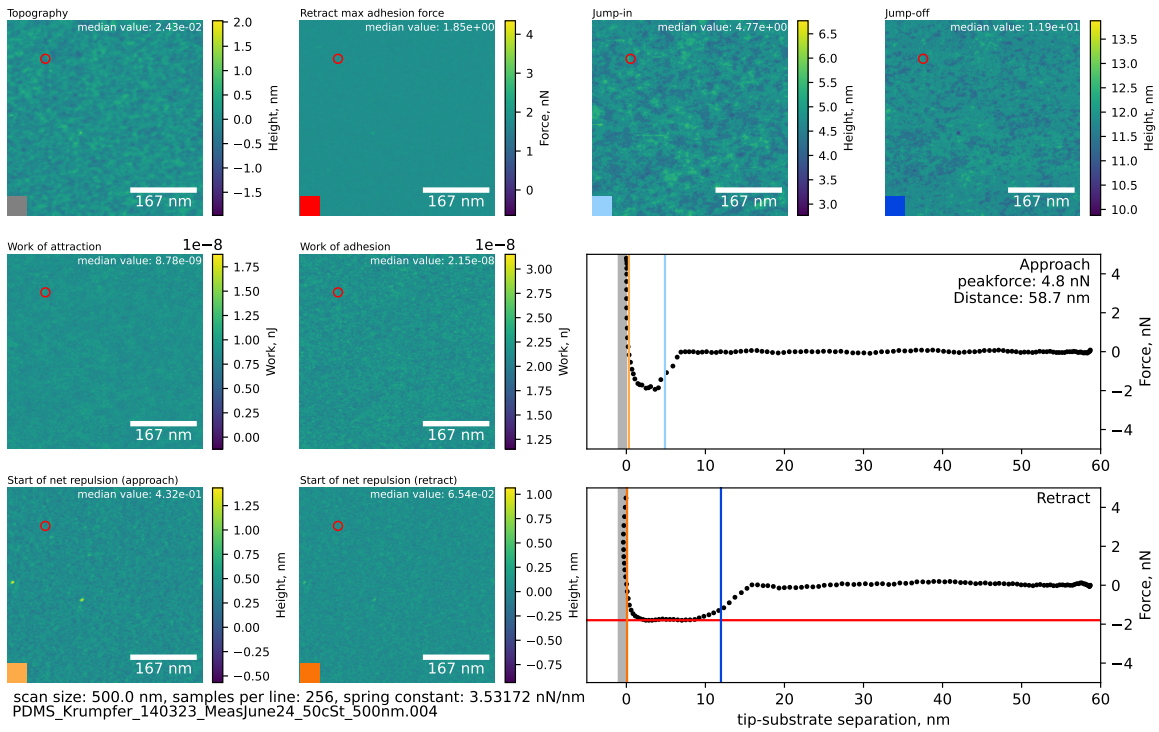 Topography
median value: 2.43e-02
167 nm
2.0
1.5
1.0
0.5
0.0
−0.5
−1.0
−1.5
Height, nm
Retract max adhesion force
median value: 1.85e+00
167 nm
4
3
2
1
0
Force, nN
Jump-in
median value: 4.77e+00
167 nm
6.5
6.0
5.5
5.0
4.5
4.0
3.5
3.0
Height, nm
Jump-off
median value: 1.19e+01
167 nm
13.5
13.0
12.5
12.0
11.5
11.0
10.5
10.0
Height, nm
Work of attraction
1e−8
median value: 8.78e-09
167 nm
1.75
1.50
1.25
1.00
0.75
0.50
0.25
0.00
Work, nJ
Work of adhesion
1e−8
median value: 2.15e-08
167 nm
3.00
2.75
2.50
2.25
2.00
1.75
1.50
1.25
Work, nJ
Approach
peakforce: 4.8 nN
Distance: 58.7 nm
4
2
0
−2
−4
Force, nN
0 10 20 30 40 50 60
Start of net repulsion (approach)
median value: 4.32e-01
167 nm
1.25
1.00
0.75
0.50
0.25
0.00
−0.25
−0.50
Height, nm
Start of net repulsion (retract)
median value: 6.54e-02
167 nm
1.00
0.75
0.50
0.25
0.00
−0.25
−0.50
−0.75
Height, nm
Retract
4
2
0
−2
−4
Force, nN
0 10 20 30 40 50 60
tip-substrate separation, nm
scan size: 500.0 nm, samples per line: 256, spring constant: 3.53172 nN/nm
PDMS_Krumpfer_140323_MeasJune24_50cSt_500nm.004